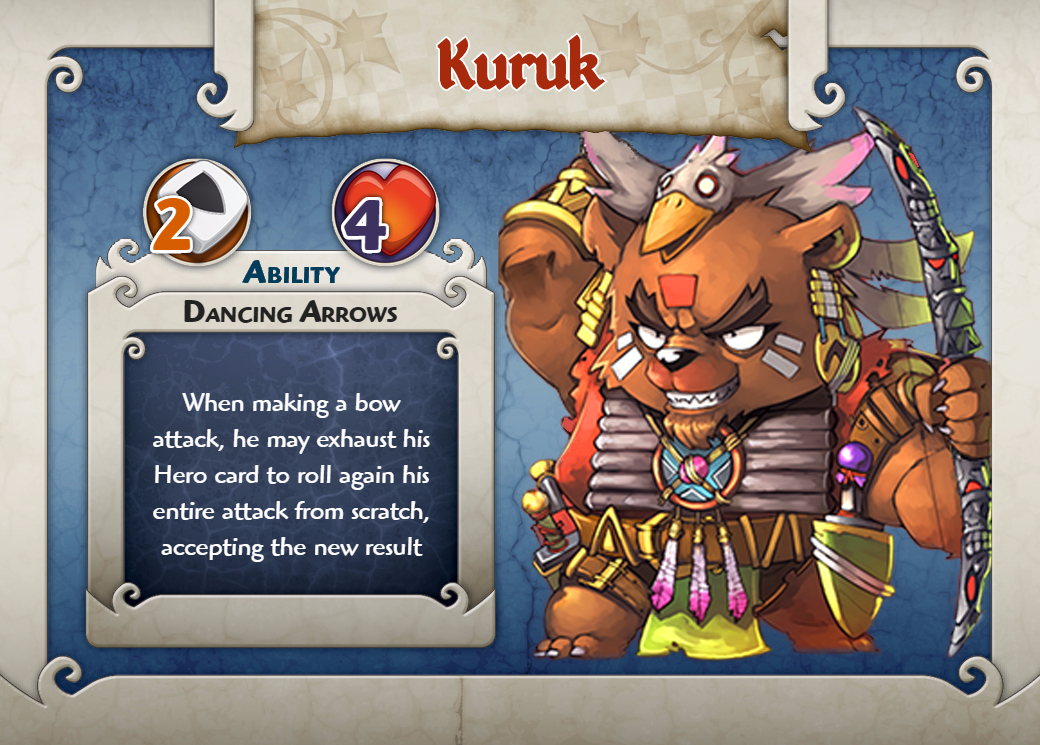 Kuruk
2
4
Ability
Dancing Arrows
When making a bow
attack, he may exhaust his
Hero card to roll again his
entire attack from scratch,
accepting the new result